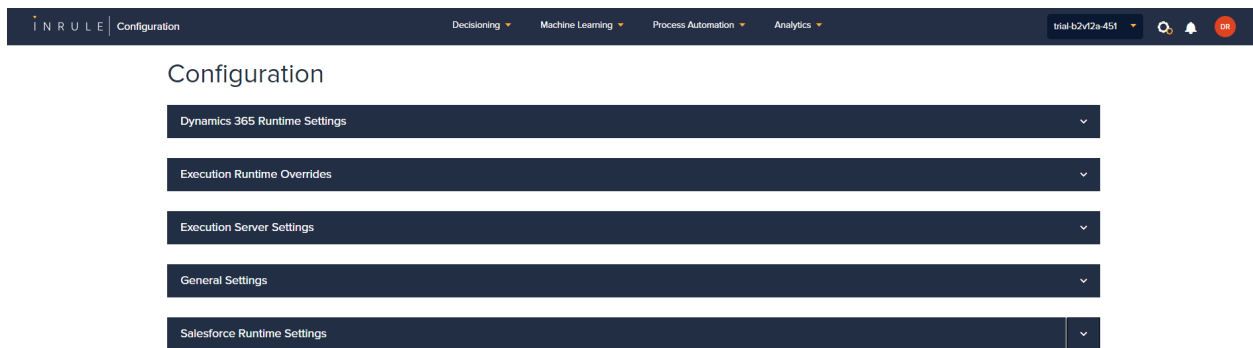 INRULE Configuration Decisioning Machine Learning Process Automation Analytics trial-b2v12a-451 DR
Configuration
Dynamics 365 Runtime Settings
Execution Runtime Overrides
Execution Server Settings
General Settings
Salesforce Runtime Settings